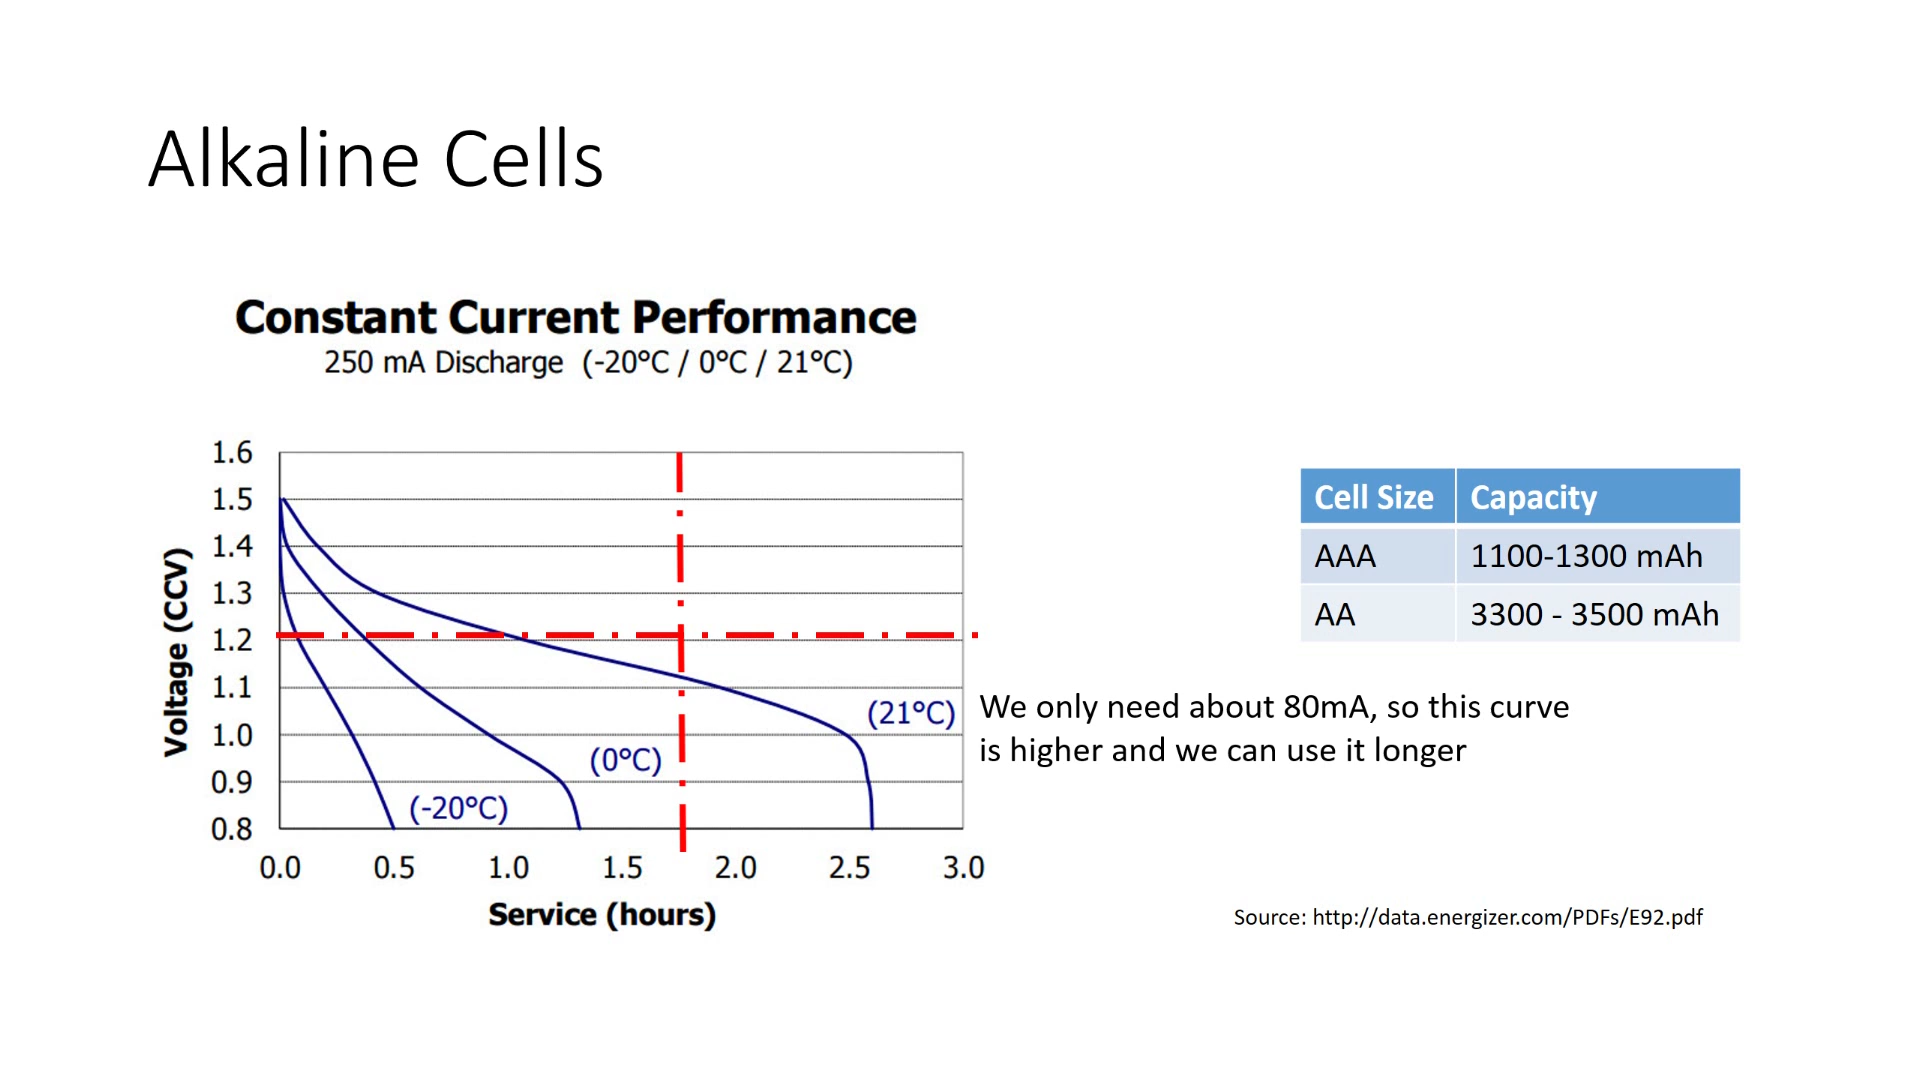 Alkaline Cells
Constant Current Performance
250 mA Discharge (-20°C / 0°C / 21°C)
Voltage (CCV)
1.6
1.5
1.4
1.3
1.2
1.1
1.0
0.9
0.8
(21°C)
(0°C)
(-20°C)
0.0 0.5 1.0 1.5 2.0 2.5 3.0
Service (hours)
Cell Size Capacity
AAA 1100-1300 mAh
AA 3300 - 3500 mAh
We only need about 80mA, so this curve
is higher and we can use it longer
Source: http://data.energizer.com/PDFs/E92.pdf